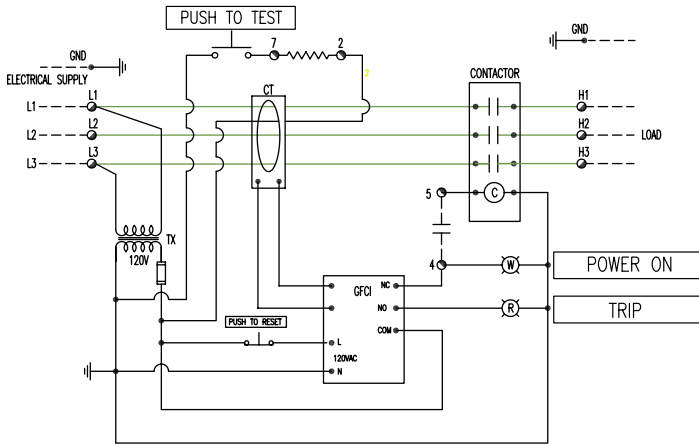 PUSH TO TEST
GND
GND
7
2
ELECTRICAL SUPPLY
2
CONTACTOR
L1
L1
CT
H1
L2
L2
H2
LOAD
L3
L3
H3
5
C
TX
120V
4
W
POWER ON
GFCI
NC
NO
R
TRIP
PUSH TO RESET
COM
L
120VAC
N